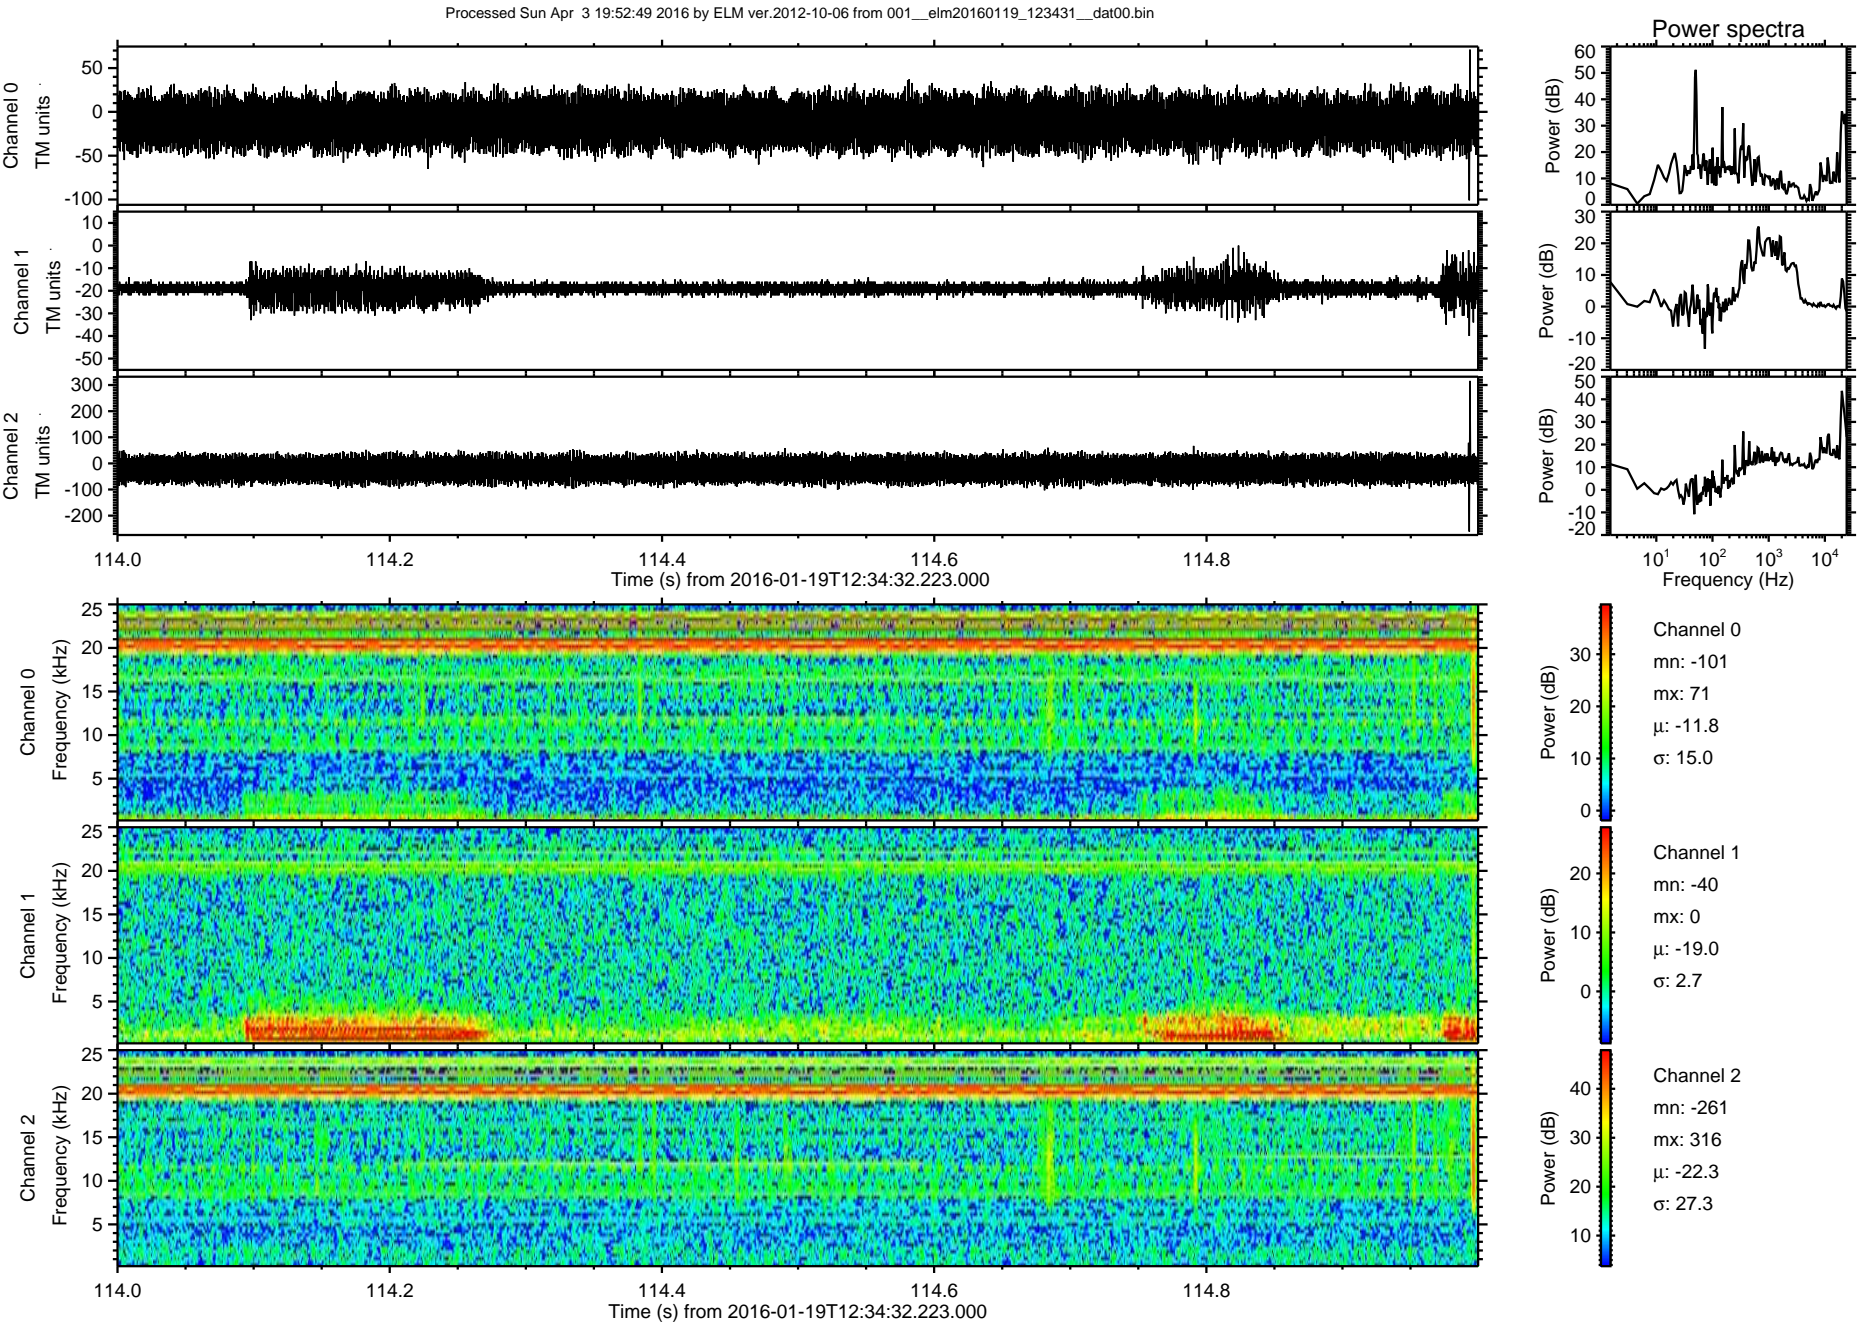 Processed Sun Apr  3 19:52:49 2016 by ELM ver.2012-10-06 from 001__elm20160119_123431__dat00.bin
Power spectra
Channel 0
TM units
50
0
-50
-100
Power (dB)
60
50
40
30
20
10
0
Channel 1
TM units
10
0
-10
-20
-30
-40
-50
Power (dB)
30
20
10
0
-10
-20
Channel 2
TM units
300
200
100
0
-100
-200
Power (dB)
50
40
30
20
10
0
-10
-20
114.0 114.2 114.4 114.6 114.8
Time (s) from 2016-01-19T12:34:32.223.000
10¹ 10² 10³ 10⁴
Frequency (Hz)
Channel 0
Frequency (kHz)
25
20
15
10
5
Power (dB)
30
20
10
0
Channel 0
mn: -101
mx: 71
µ: -11.8
σ: 15.0
Channel 1
Frequency (kHz)
25
20
15
10
5
Power (dB)
20
10
0
Channel 1
mn: -40
mx: 0
µ: -19.0
σ: 2.7
Channel 2
Frequency (kHz)
25
20
15
10
5
Power (dB)
40
30
20
10
Channel 2
mn: -261
mx: 316
µ: -22.3
σ: 27.3
114.0 114.2 114.4 114.6 114.8
Time (s) from 2016-01-19T12:34:32.223.000